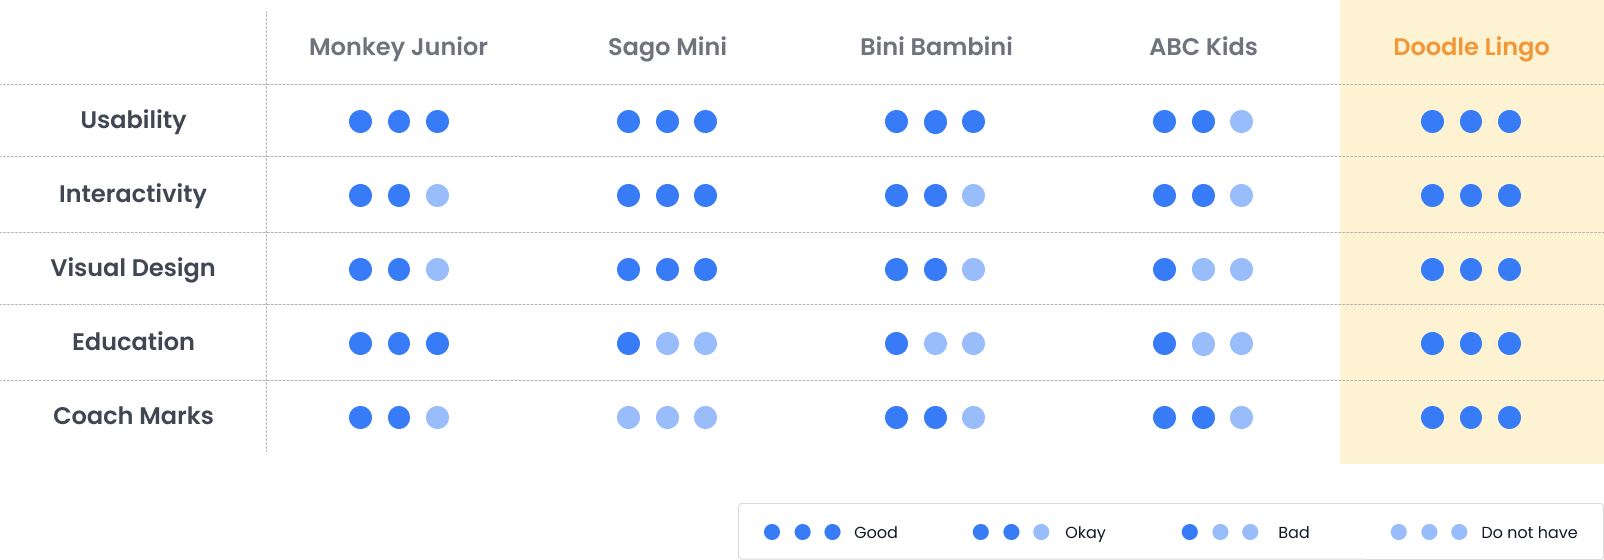 Monkey Junior Sago Mini Bini Bambini ABC Kids Doodle Lingo
Usability
Interactivity
Visual Design
Education
Coach Marks
Good Okay Bad Do not have